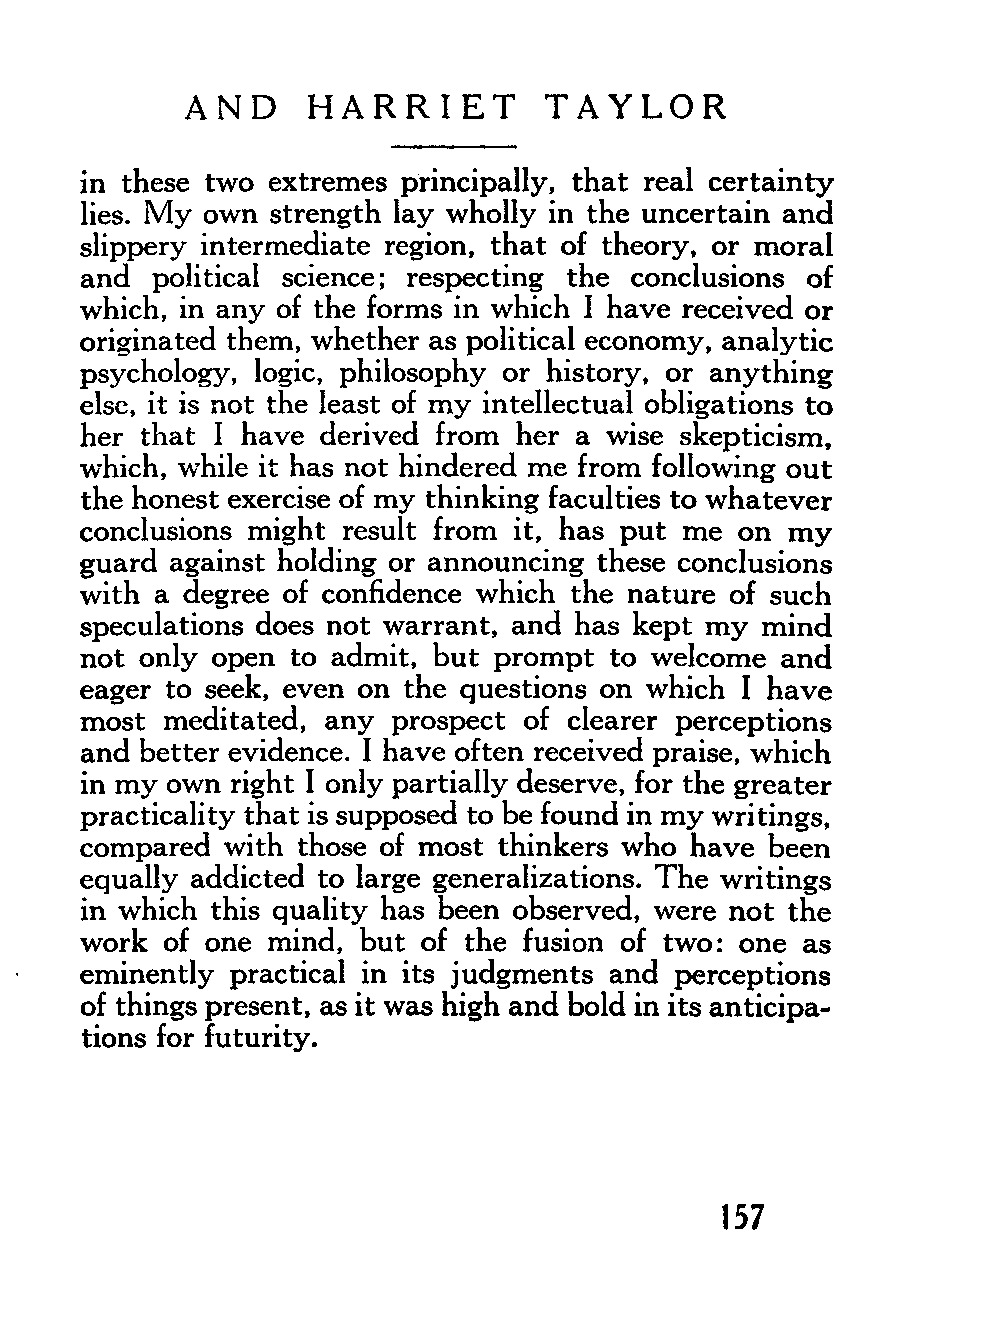 AND HARRIET TAYLOR
in these two extremes principally, that real certainty
lies. My own strength lay wholly in the uncertain and
slippery intermediate region, that of theory, or moral
and political science; respecting the conclusions of
which, in any of the forms in which I have received or
originated them, whether as political economy, analytic
psychology, logic, philosophy or history, or anything
else, it is not the least of my intellectual obligations to
her that I have derived from her a wise skepticism,
which, while it has not hindered me from following out
the honest exercise of my thinking faculties to whatever
conclusions might result from it, has put me on my
guard against holding or announcing these conclusions
with a degree of confidence which the nature of such
speculations does not warrant, and has kept my mind
not only open to admit, but prompt to welcome and
eager to seek, even on the questions on which I have
most meditated, any prospect of clearer perceptions
and better evidence. I have often received praise, which
in my own right I only partially deserve, for the greater
practicality that is supposed to be found in my writings,
compared with those of most thinkers who have been
equally addicted to large generalizations. The writings
in which this quality has been observed, were not the
work of one mind, but of the fusion of two: one as
eminently practical in its judgments and perceptions
of things present, as it was high and bold in its anticipa-
tions for futurity.
157